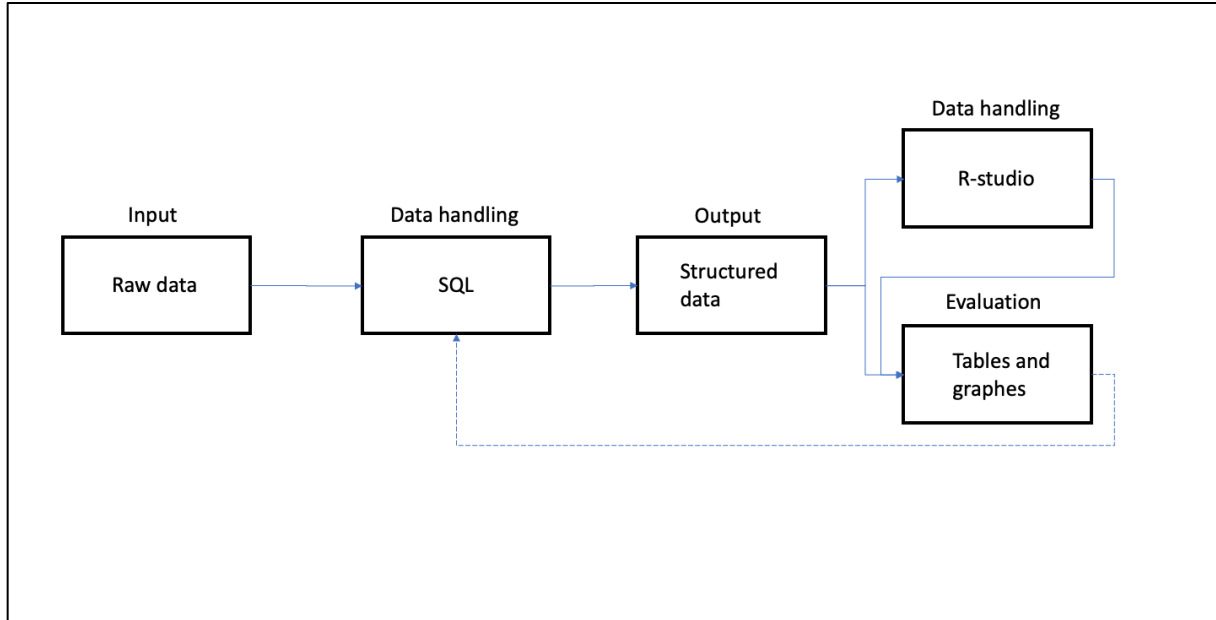 Input
Raw data
Data handling
SQL
Output
Structured
data
Data handling
R-studio
Evaluation
Tables and
graphes